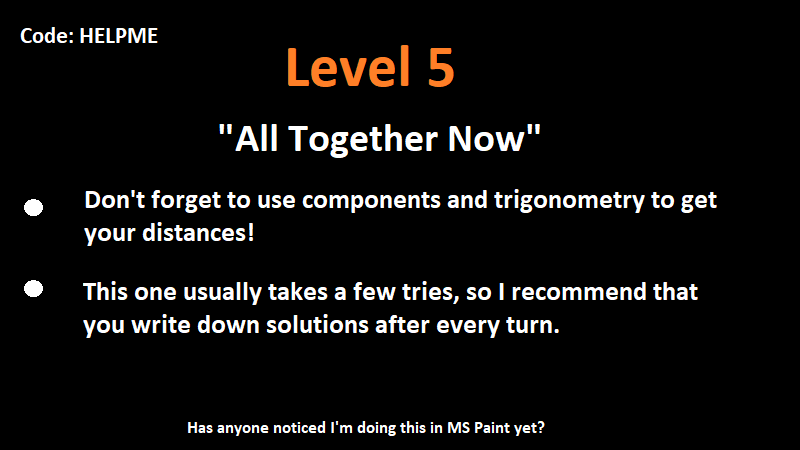 Code: HELPME
Level 5
"All Together Now"
Don't forget to use components and trigonometry to get
your distances!
This one usually takes a few tries, so I recommend that
you write down solutions after every turn.
Has anyone noticed I'm doing this in MS Paint yet?